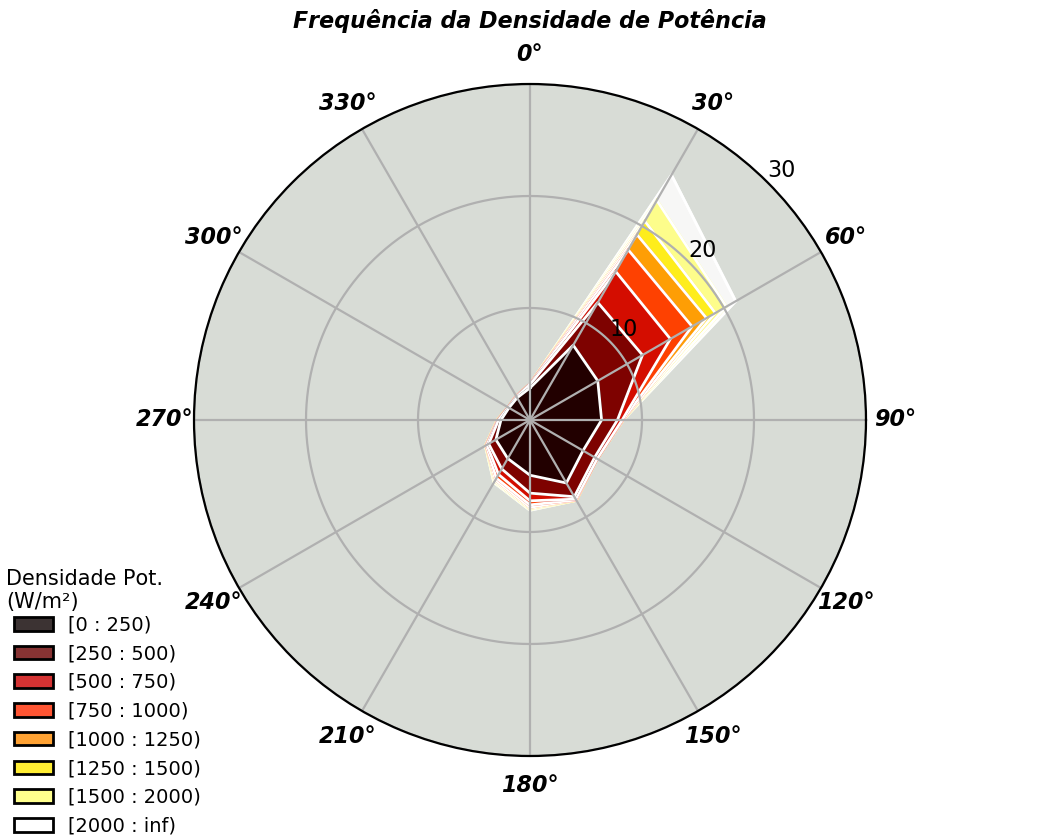 Frequência da Densidade de Potência
0°
330°
30°
30
300°
60°
20
10
270°
90°
240°
120°
210°
150°
180°
Densidade Pot.
(W/m²)
[0 : 250)
[250 : 500)
[500 : 750)
[750 : 1000)
[1000 : 1250)
[1250 : 1500)
[1500 : 2000)
[2000 : inf)